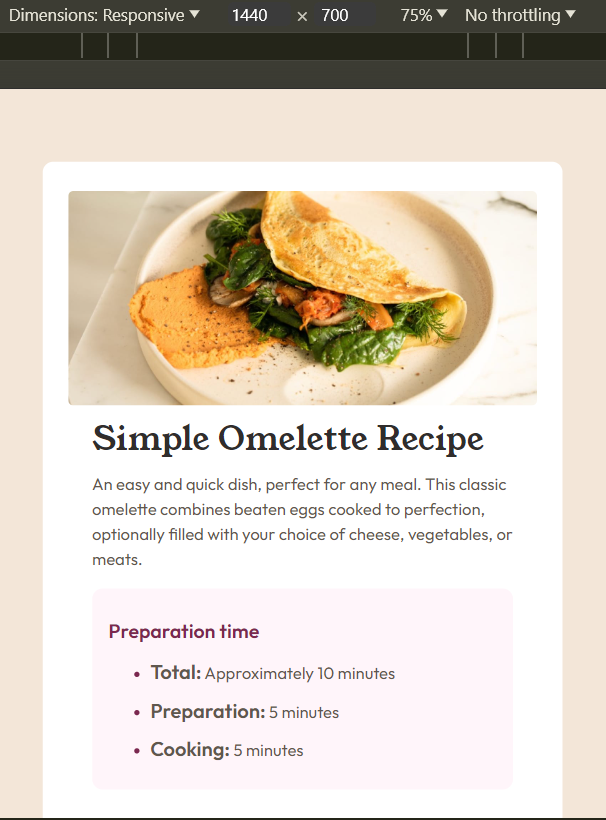 Dimensions: Responsive ▼ 1440 × 700 75% ▼ No throttling ▼
Simple Omelette Recipe
An easy and quick dish, perfect for any meal. This classic
omelette combines beaten eggs cooked to perfection,
optionally filled with your choice of cheese, vegetables, or
meats.
Preparation time
• Total: Approximately 10 minutes
• Preparation: 5 minutes
• Cooking: 5 minutes